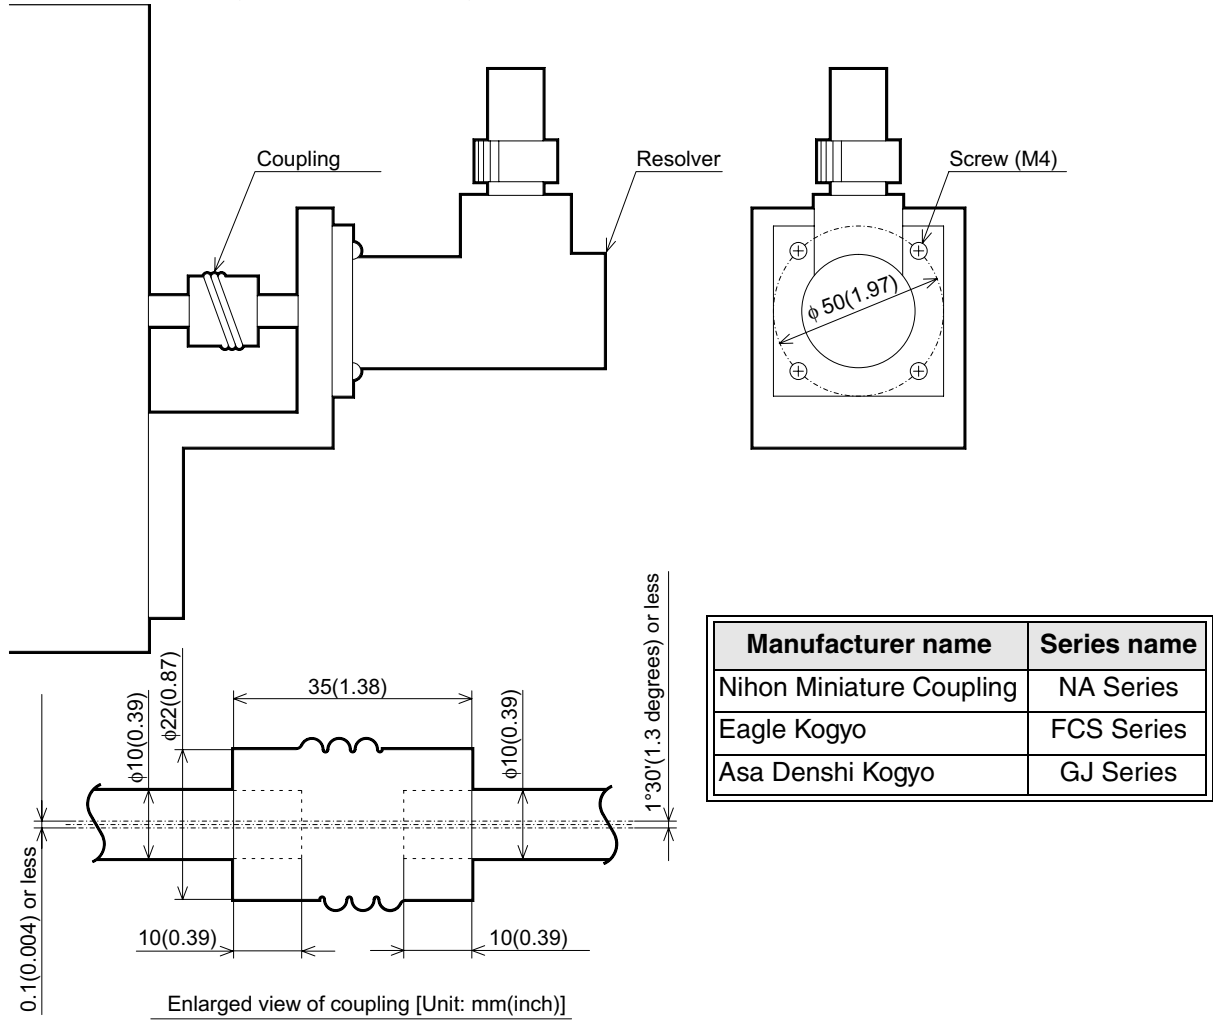 Coupling
Resolver
Screw (M4)
ϕ 50(1.97)
Manufacturer name Series name
Nihon Miniature Coupling NA Series
Eagle Kogyo FCS Series
Asa Denshi Kogyo GJ Series
35(1.38)
ϕ10(0.39)
ϕ22(0.87)
ϕ10(0.39)
1°30'(1.3 degrees) or less
0.1(0.004) or less
10(0.39)
10(0.39)
Enlarged view of coupling [Unit: mm(inch)]